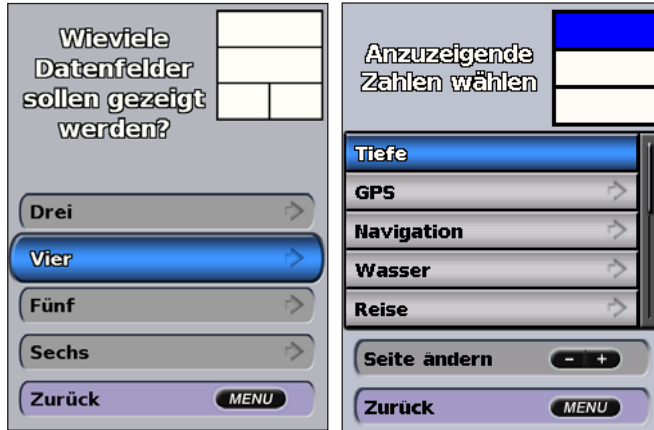 Wieviele
Datenfelder
sollen gezeigt
werden?
Drei
Vier
Fünf
Sechs
Zurück MENU
Anzuzeigende
Zahlen wählen
Tiefe
GPS
Navigation
Wasser
Reise
Seite ändern - +
Zurück MENU